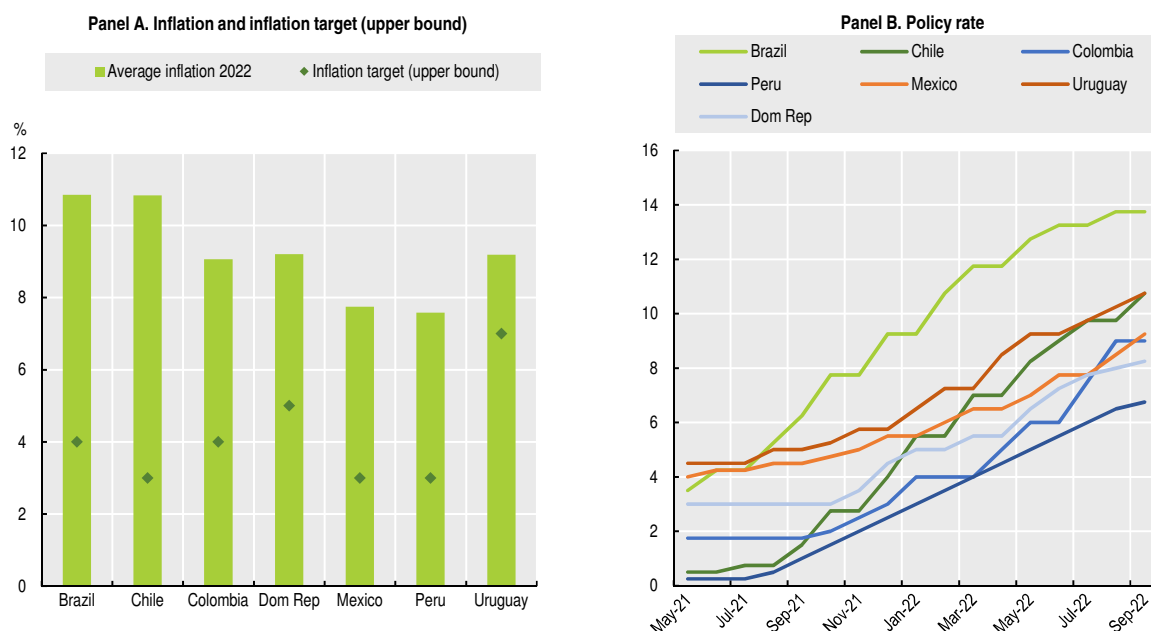 Panel A. Inflation and inflation target (upper bound)
Average inflation 2022 Inflation target (upper bound)
%
12
10
8
6
4
2
0
Brazil Chile Colombia Dom Rep Mexico Peru Uruguay
Panel B. Policy rate
Brazil Chile Colombia
Peru Mexico Uruguay
Dom Rep
16
14
12
10
8
6
4
2
0
May-21 Jul-21 Sep-21 Nov-21 Jan-22 Mar-22 May-22 Jul-22 Sep-22